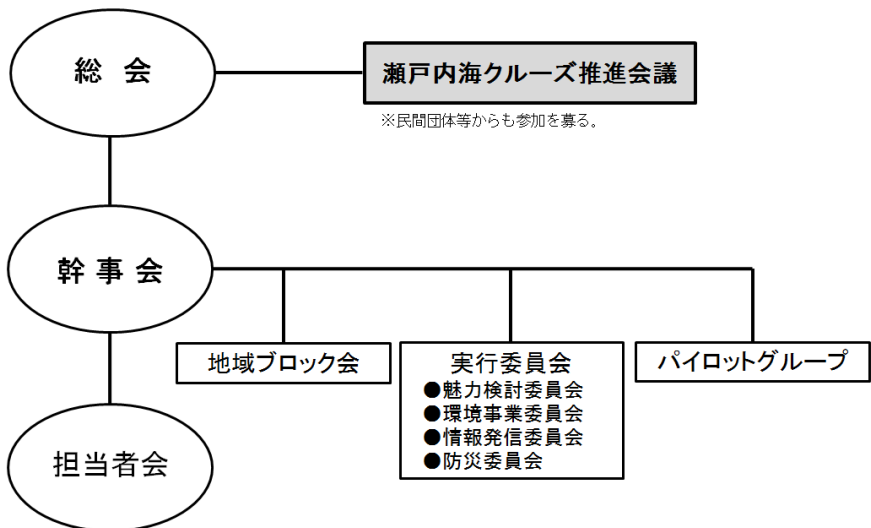 総 会
瀬戸内海クルーズ推進会議
※民間団体等からも参加を募る。
幹 事 会
地域ブロック会
実行委員会
●魅力検討委員会
●環境事業委員会
●情報発信委員会
●防災委員会
パイロットグループ
担当者会